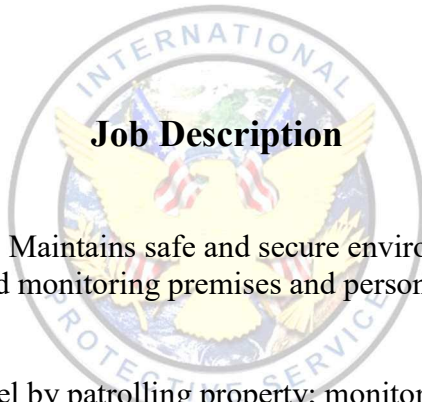 INTERNATIONAL
Job Description
Maintains safe and secure enviro
d monitoring premises and person
el by patrolling property; monitor
PROTECTIVE SERVICE